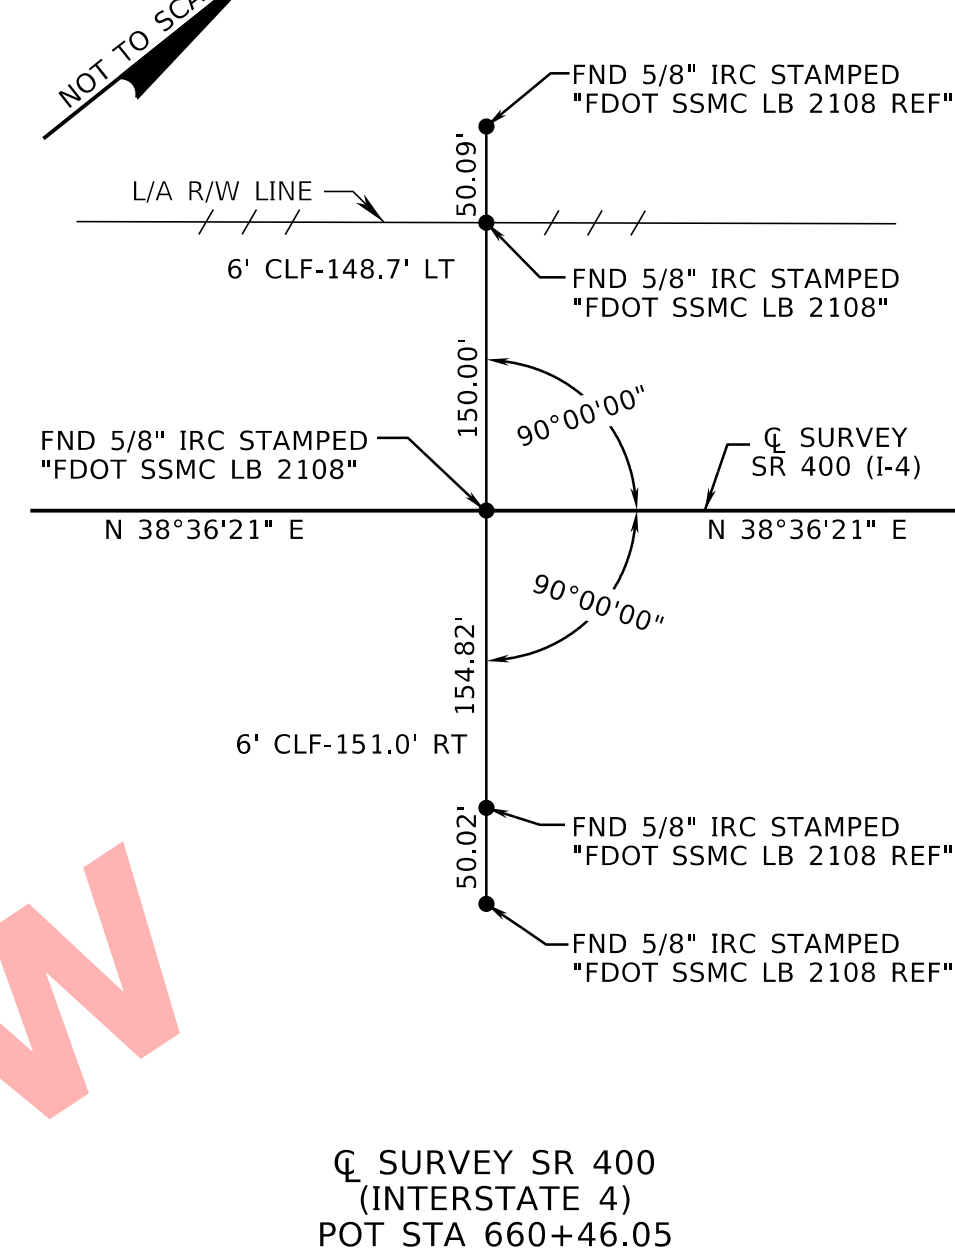 NOT TO SCA
FND 5/8" IRC STAMPED
"FDOT SSMC LB 2108 REF"
50.09'
L/A R/W LINE
6' CLF-148.7' LT
FND 5/8" IRC STAMPED
"FDOT SSMC LB 2108"
150.00'
90°00'00"
FND 5/8" IRC STAMPED
"FDOT SSMC LB 2108"
℄ SURVEY
SR 400 (I-4)
N 38°36'21" E
N 38°36'21" E
90°00'00"
154.82'
6' CLF-151.0' RT
50.02'
FND 5/8" IRC STAMPED
"FDOT SSMC LB 2108 REF"
FND 5/8" IRC STAMPED
"FDOT SSMC LB 2108 REF"
W
℄ SURVEY SR 400
(INTERSTATE 4)
POT STA 660+46.05